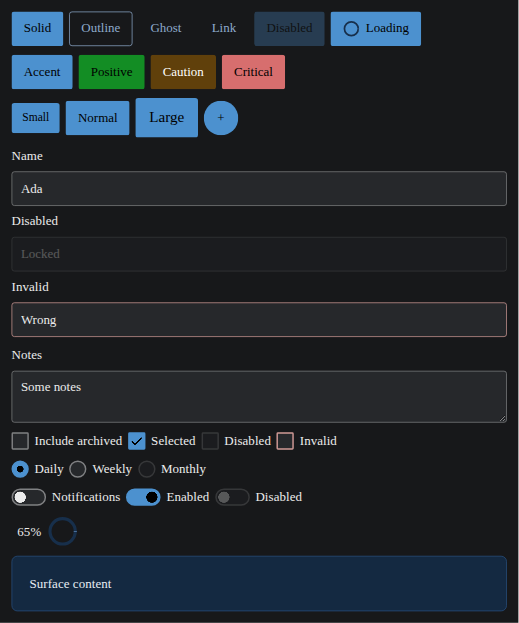 Solid Outline Ghost Link Disabled Loading
Accent Positive Caution Critical
Small Normal Large +
Name
Ada
Disabled
Locked
Invalid
Wrong
Notes
Some notes
Include archived Selected Disabled Invalid
Daily Weekly Monthly
Notifications Enabled Disabled
65%
Surface content